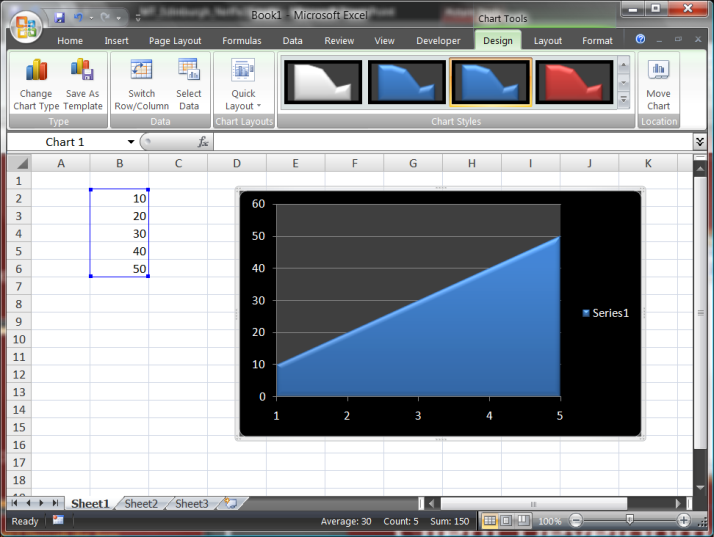 Book1 - Microsoft Excel
Chart Tools
Home Insert Page Layout Formulas Data Review View Developer Design Layout Format
Change Chart Type
Save As Template
Switch Row/Column
Select Data
Quick Layout
Move Chart
Type Data Chart Layouts Chart Styles Location
Chart 1 fx
A B C D E F G H I J K
1
2 10
3 20
4 30
5 40
6 50
7
8
9
10
11
12
13
14
15
16
17
18
60
50
40
30
20
10
0
1 2 3 4 5
Series1
Sheet1 Sheet2 Sheet3
Ready Average: 30 Count: 5 Sum: 150 100%